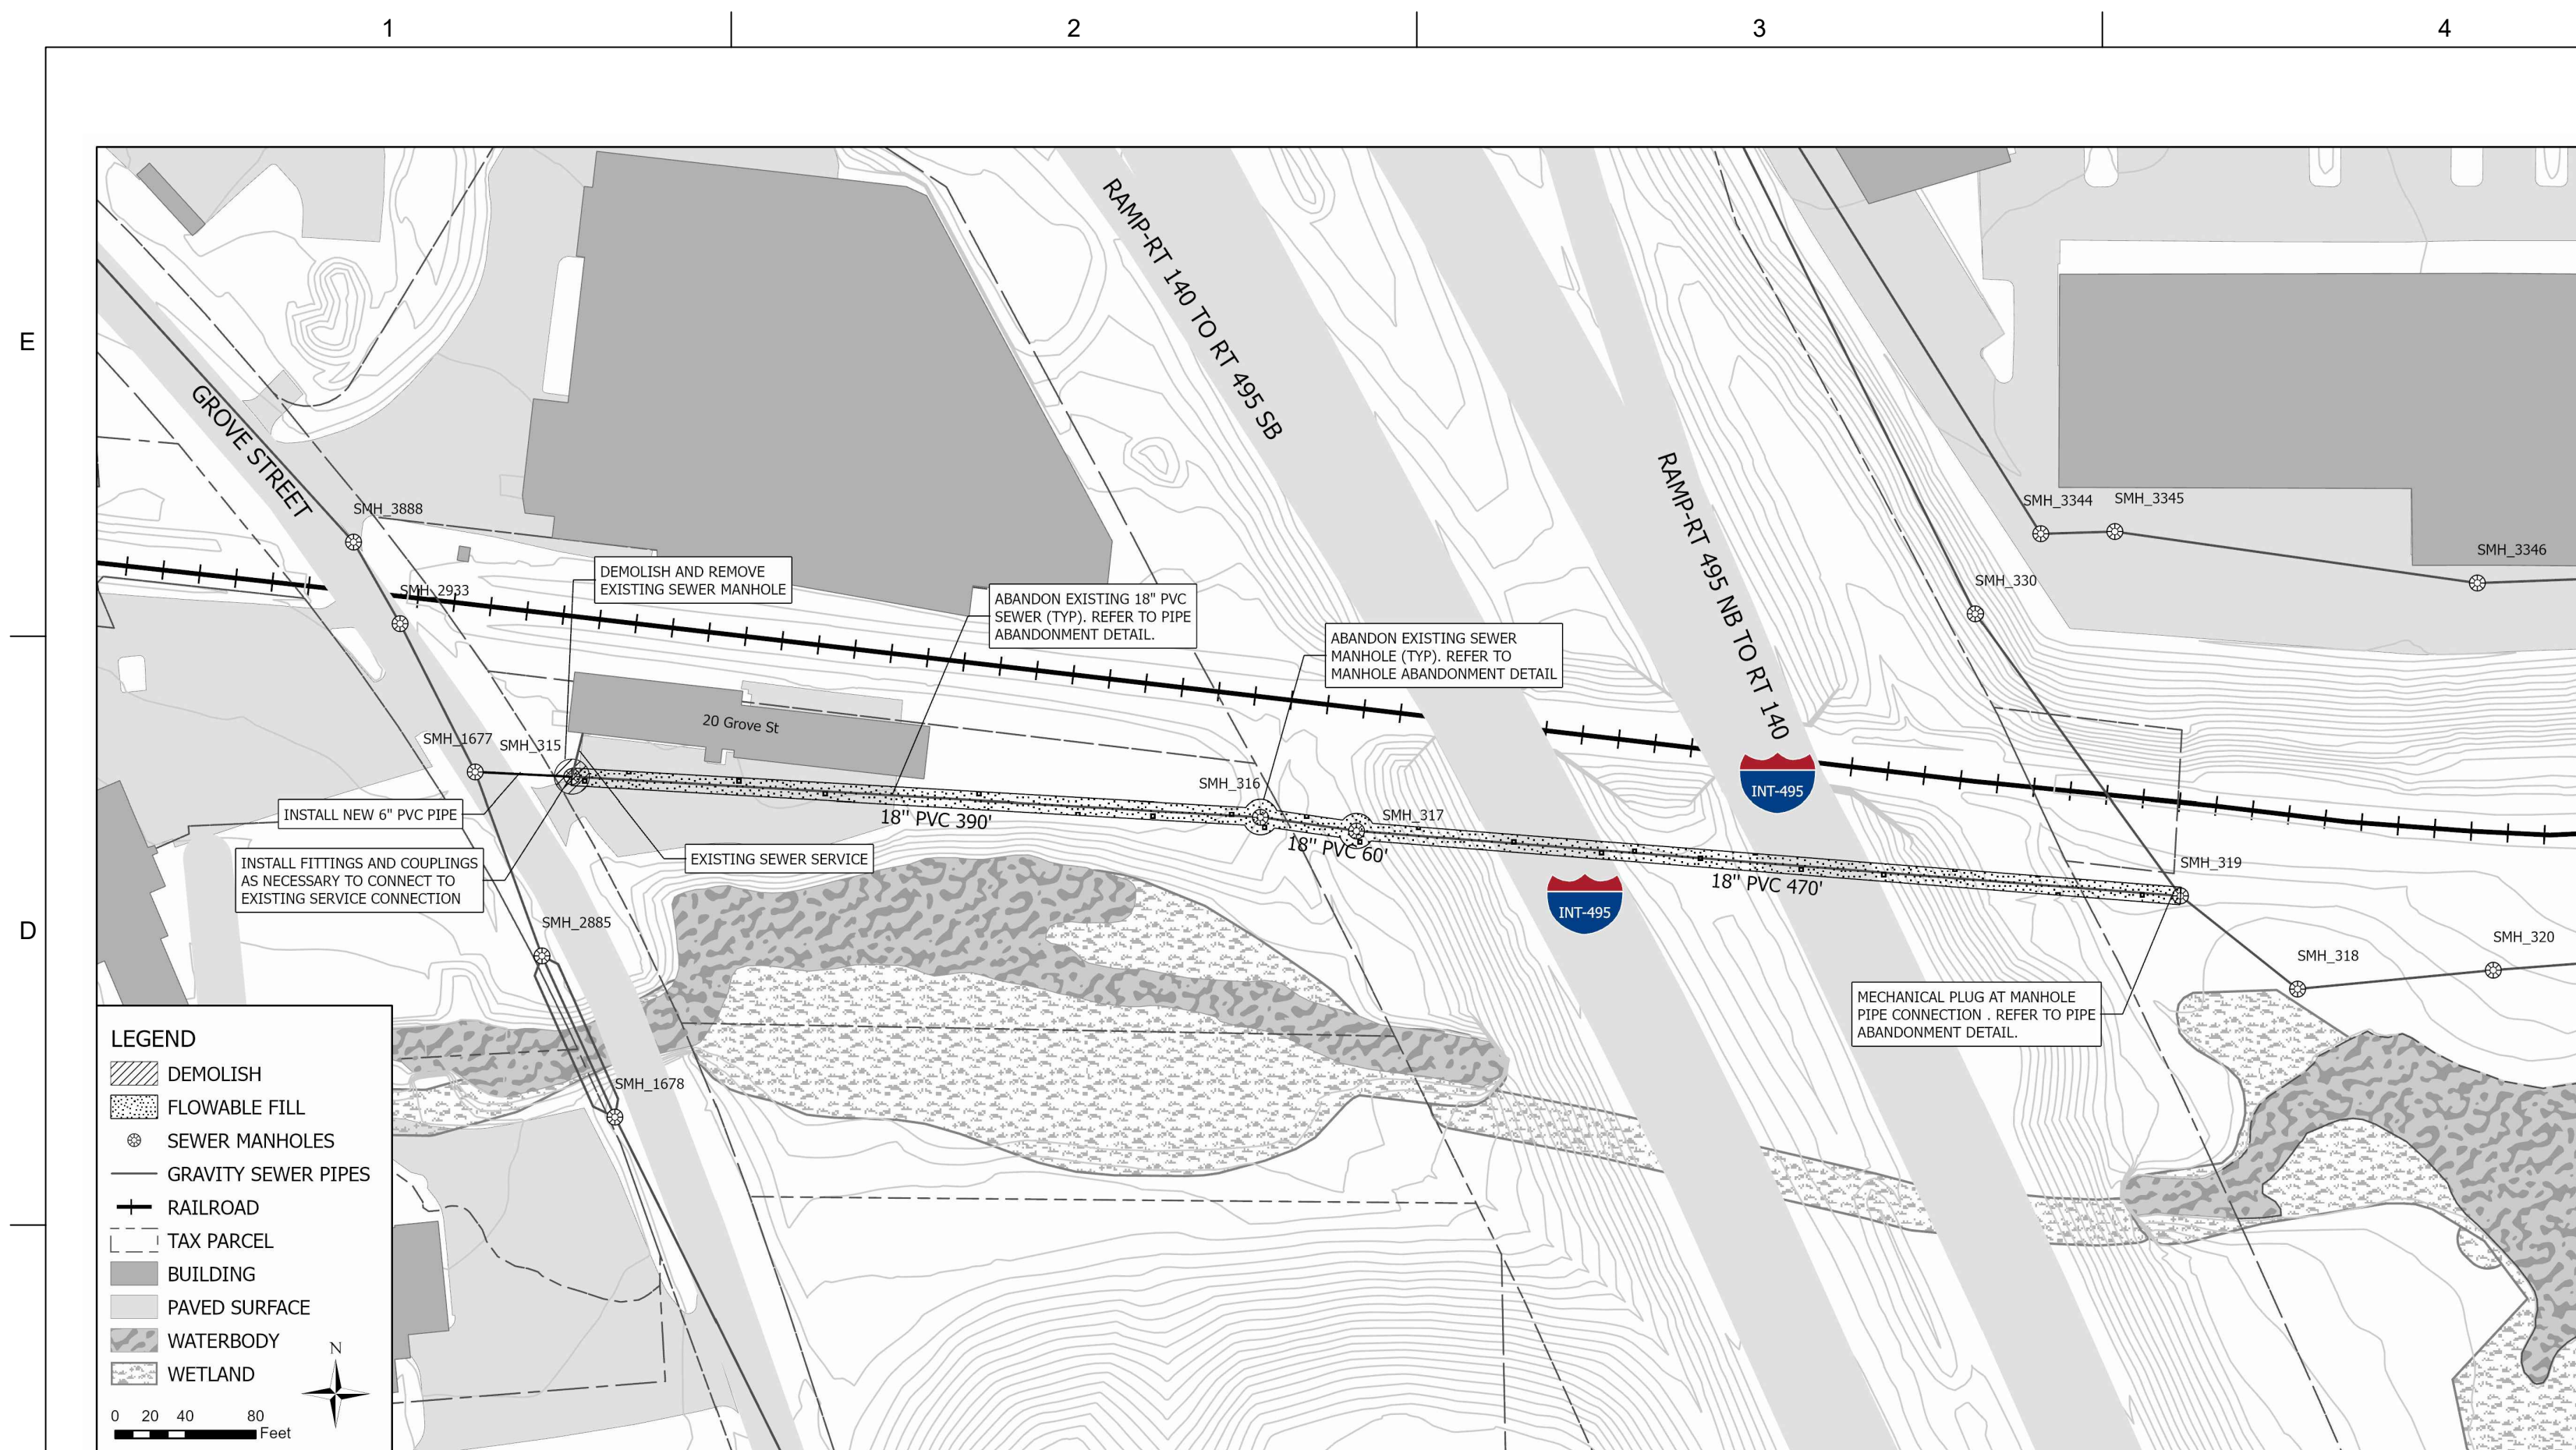 1
2
3
4
E
D
RAMP-RT 140 TO RT 495 SB
RAMP-RT 495 NB TO RT 140
GROVE STREET
SMH_3888
SMH_2933
SMH_3344
SMH_3345
SMH_3346
SMH_330
DEMOLISH AND REMOVE
EXISTING SEWER MANHOLE
ABANDON EXISTING 18" PVC
SEWER (TYP). REFER TO PIPE
ABANDONMENT DETAIL.
ABANDON EXISTING SEWER
MANHOLE (TYP). REFER TO
MANHOLE ABANDONMENT DETAIL
20 Grove St
SMH_1677
SMH_315
SMH_316
SMH_317
INT-495
INSTALL NEW 6" PVC PIPE
18" PVC 390'
18" PVC 60'
18" PVC 470'
INSTALL FITTINGS AND COUPLINGS
AS NECESSARY TO CONNECT TO
EXISTING SERVICE CONNECTION
EXISTING SEWER SERVICE
SMH_319
INT-495
SMH_2885
SMH_318
SMH_320
MECHANICAL PLUG AT MANHOLE
PIPE CONNECTION . REFER TO PIPE
ABANDONMENT DETAIL.
SMH_1678
LEGEND
DEMOLISH
FLOWABLE FILL
SEWER MANHOLES
GRAVITY SEWER PIPES
RAILROAD
TAX PARCEL
BUILDING
PAVED SURFACE
WATERBODY
WETLAND
N
0 20 40 80
Feet